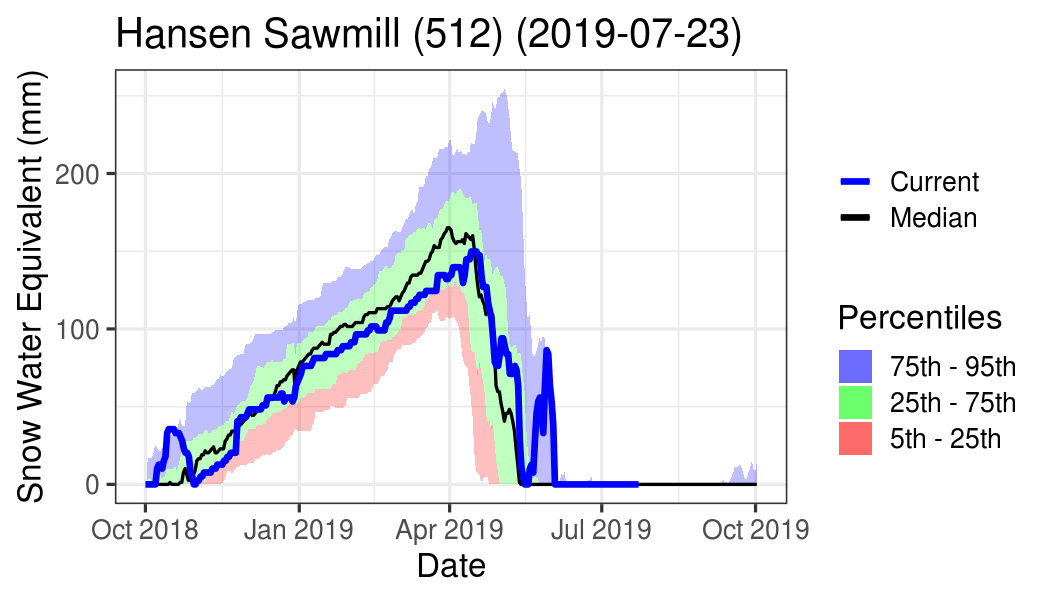 Hansen Sawmill (512) (2019-07-23)
Snow Water Equivalent (mm)
200
100
0
Oct 2018
Jan 2019
Apr 2019
Jul 2019
Oct 2019
Date
Current
Median
Percentiles
75th - 95th
25th - 75th
5th - 25th